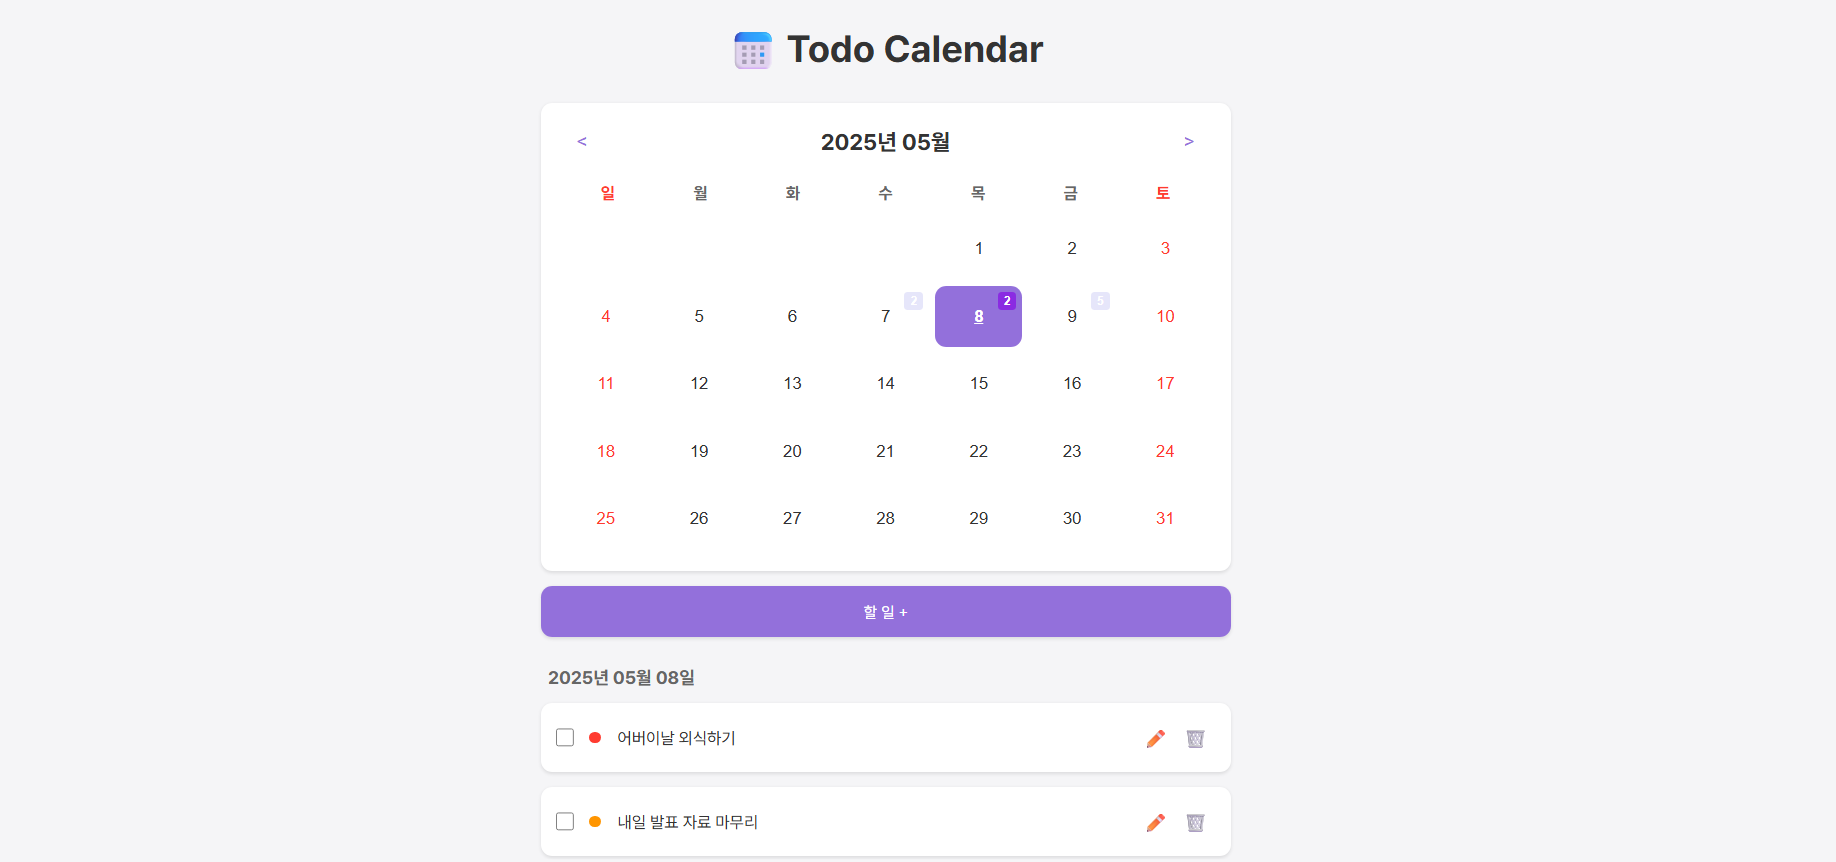 Todo Calendar
< 2025년 05월 >
일 월 화 수 목 금 토
1 2 3
4 5 6 7 2 8 2 9 5 10
11 12 13 14 15 16 17
18 19 20 21 22 23 24
25 26 27 28 29 30 31
할 일 +
2025년 05월 08일
어버이날 외식하기
내일 발표 자료 마무리